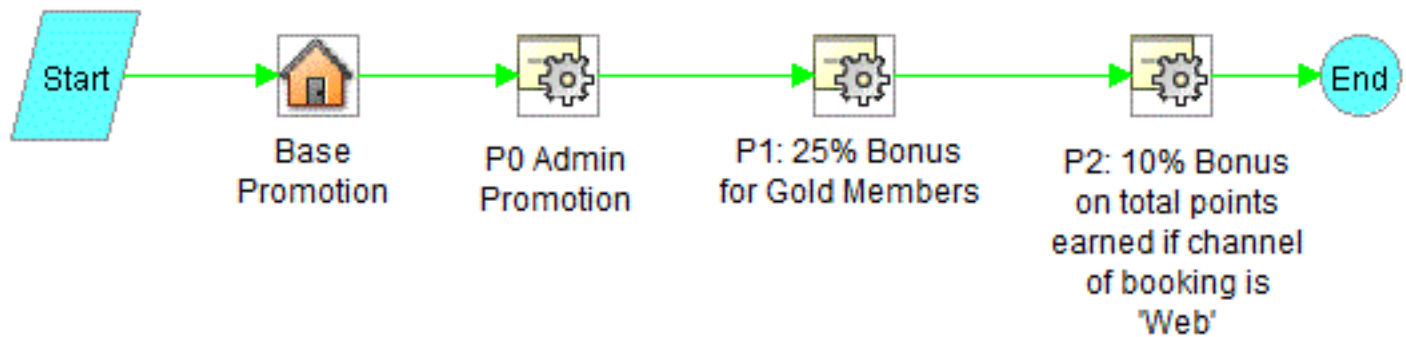 Start
Base
Promotion
P0 Admin
Promotion
P1: 25% Bonus
for Gold Members
P2: 10% Bonus
on total points
earned if channel
of booking is
'Web'
End